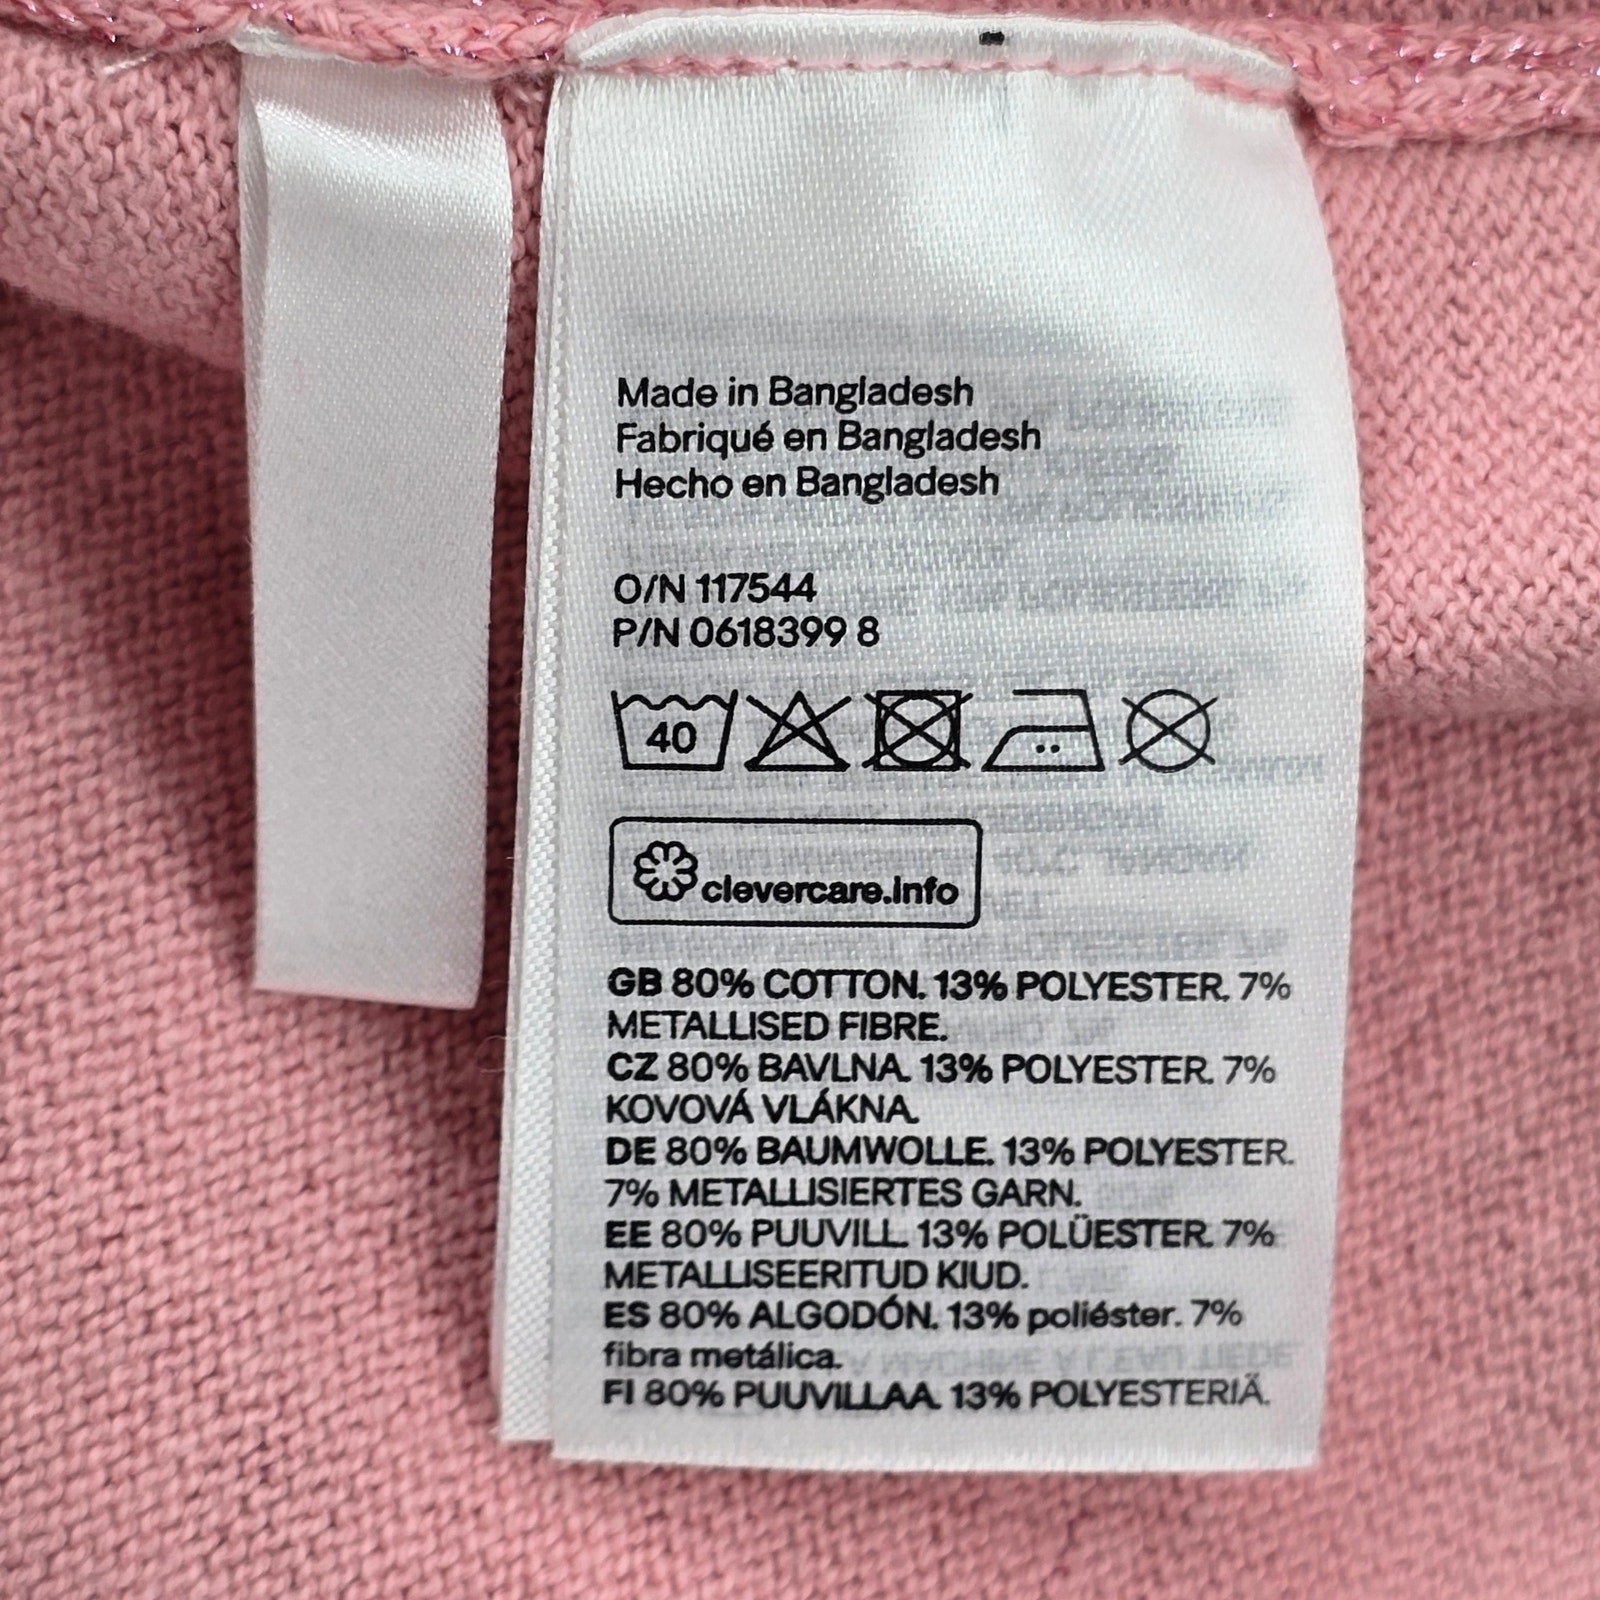 Made in Bangladesh
Fabriqué en Bangladesh
Hecho en Bangladesh
O/N 117544
P/N 0618399 8
40
clevercare.info
GB 80% COTTON. 13% POLYESTER. 7%
METALLISED FIBRE.
CZ 80% BAVLNA. 13% POLYESTER. 7%
KOVOVÁ VLÁKNA.
DE 80% BAUMWOLLE. 13% POLYESTER.
7% METALLISIERTES GARN.
EE 80% PUUVILL. 13% POLÜESTER. 7%
METALLISEERITUD KIUD.
ES 80% ALGODÓN. 13% poliéster. 7%
fibra metálica.
FI 80% PUUVILLAA. 13% POLYESTERIÄ.